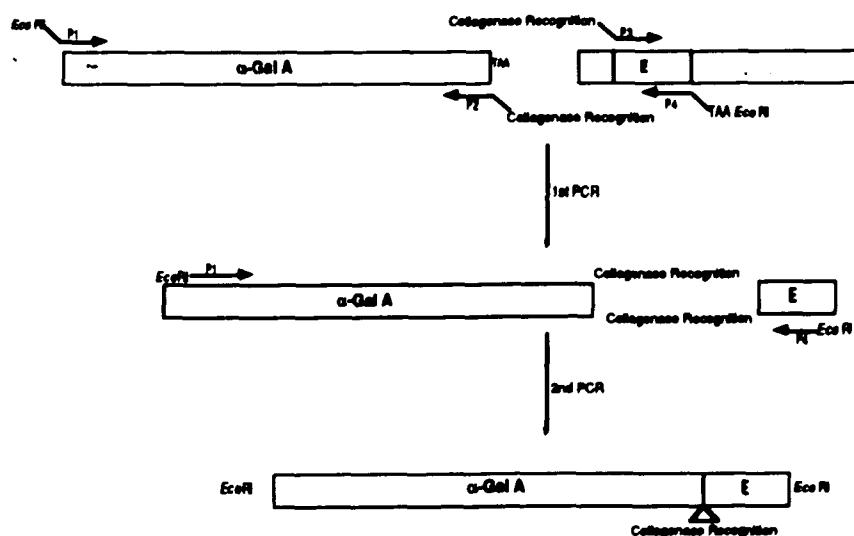 Collagenase Recognition
Eco RI P1 P3
α-Gal A TAA E
P2 P4
Collagenase Recognition TAA Eco RI
1st PCR
EcoRI P1 Collagenase Recognition
α-Gal A E
Collagenase Recognition P4 Eco RI
2nd PCR
EcoRI α-Gal A E Eco RI
Collagenase Recognition